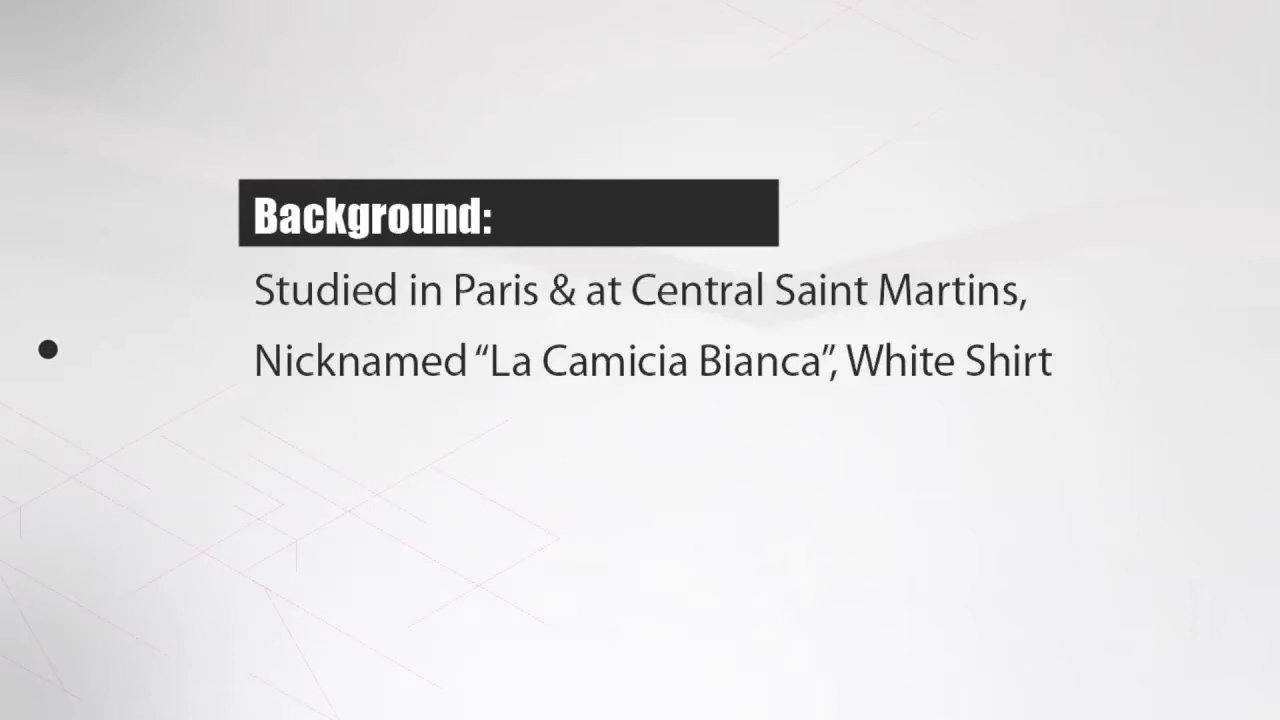 Background:
Studied in Paris & at Central Saint Martins,
Nicknamed “La Camicia Bianca”, White Shirt